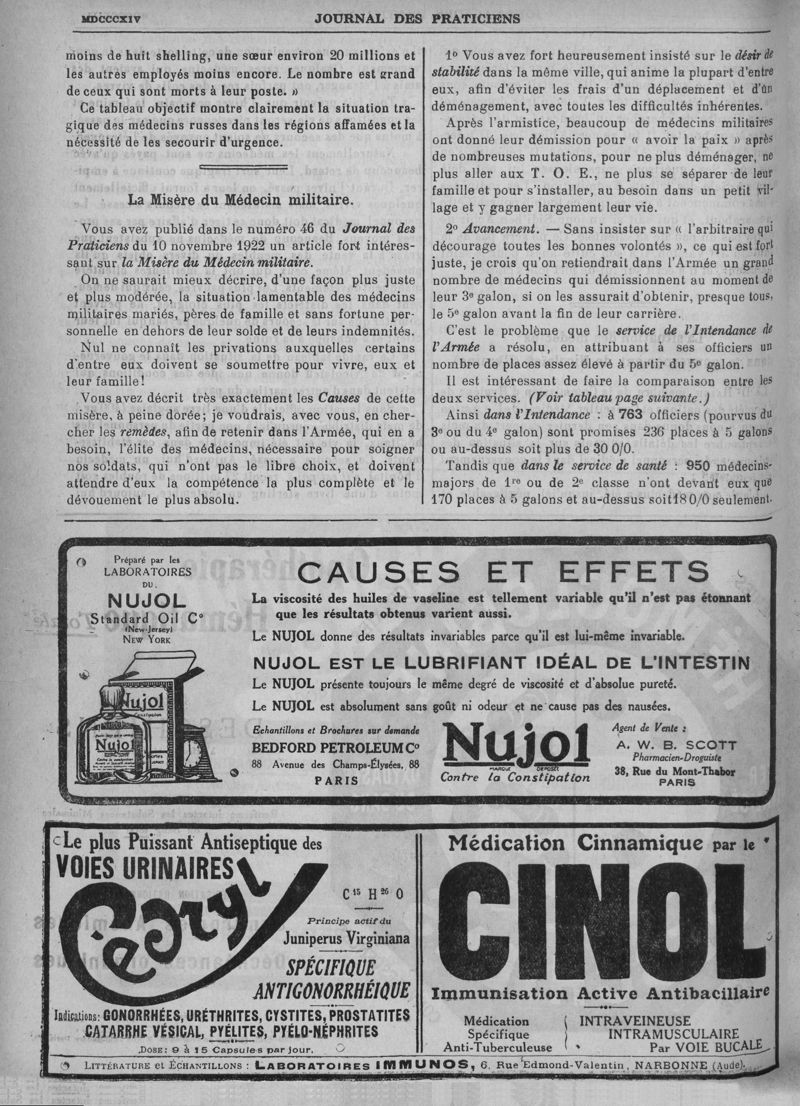 MDCCCXIV
JOURNAL DES PRATICIENS
moins de huit shelling, une sœur environ 20 millions et
les autres employés moins encore. Le nombre est grand
de ceux qui sont morts à leur poste. »
Ce tableau objectif montre clairement la situation tra-
gique des médecins russes dans les régions affamées et la
nécessité de les secourir d'urgence.
La Misère du Médecin militaire.
Vous avez publié dans le numéro 46 du Journal des
Praticiens du 10 novembre 1922 un article fort intéres-
sant sur la Misère du Médecin militaire.
On ne saurait mieux décrire, d'une façon plus juste
et plus modérée, la situation lamentable des médecins
militaires mariés, pères de famille et sans fortune per-
sonnelle en dehors de leur solde et de leurs indemnités.
Nul ne connaît les privations auxquelles certains
d'entre eux doivent se soumettre pour vivre, eux et
leur famille!
Vous avez décrit très exactement les Causes de cette
misère, à peine dorée; je voudrais, avec vous, en cher-
cher les remèdes, afin de retenir dans l'Armée, qui en a
besoin, l'élite des médecins, nécessaire pour soigner
nos soldats, qui n'ont pas le libre choix, et doivent
attendre d'eux la compétence la plus complète et le
dévouement le plus absolu.
1º Vous avez fort heureusement insisté sur le désir de
stabilité dans la même ville, qui anime la plupart d'entre
eux, afin d'éviter les frais d'un déplacement et d'un
déménagement, avec toutes les difficultés inhérentes.
Après l'armistice, beaucoup de médecins militaires
ont donné leur démission pour « avoir la paix » après
de nombreuses mutations, pour ne plus déménager, ne
plus aller aux T. O. E., ne plus se séparer de leur
famille et pour s'installer, au besoin dans un petit vil-
lage et y gagner largement leur vie.
2º Avancement. — Sans insister sur « l'arbitraire qui
décourage toutes les bonnes volontés », ce qui est fort
juste, je crois qu'on retiendrait dans l'Armée un grand
nombre de médecins qui démissionnent au moment de
leur 3e galon, si on les assurait d'obtenir, presque tous,
le 5e galon avant la fin de leur carrière.
C'est le problème que le service de l'Intendance de
l'Armée a résolu, en attribuant à ses officiers un
nombre de places assez élevé à partir du 5e galon.
Il est intéressant de faire la comparaison entre les
deux services. (Voir tableau page suivante.)
Ainsi dans l'Intendance : à 763 officiers (pourvus du
3e ou du 4e galon) sont promises 236 places à 5 galons
ou au-dessus soit plus de 30 0/0.
Tandis que dans le service de santé : 950 médecins-
majors de 1re ou de 2e classe n'ont devant eux que
170 places à 5 galons et au-dessus soit 18 0/0 seulement.
Préparé par les
LABORATOIRES
DU.
NUJOL
Standard Oil Co
(New-Jersey)
NEW YORK
Nujol
Constipation
Nujol
CAUSES ET EFFETS
La viscosité des huiles de vaseline est tellement variable qu'il n'est pas étonnant
que les résultats obtenus varient aussi.
Le NUJOL donne des résultats invariables parce qu'il est lui-même invariable.
NUJOL EST LE LUBRIFIANT IDÉAL DE L'INTESTIN
Le NUJOL présente toujours le même degré de viscosité et d'absolue pureté.
Le NUJOL est absolument sans goût ni odeur et ne cause pas des nausées.
Echantillons et Brochures sur demande
BEDFORD PETROLEUM Co
88 Avenue des Champs-Élysées, 88
PARIS
Nujol
MARQUE DÉPOSÉE
Contre la Constipation
Agent de Vente :
A. W. B. SCOTT
Pharmacien-Droguiste
38, Rue du Mont-Thabor
PARIS
Le plus Puissant Antiseptique des
VOIES URINAIRES
Cédryl
C15 H26 O
Principe actif du
Juniperus Virginiana
SPÉCIFIQUE
ANTIGONORRHÉIQUE
Indications: GONORRHÉES, URÉTHRITES, CYSTITES, PROSTATITES
CATARRHE VÉSICAL, PYÉLITES, PYÉLO-NÉPHRITES
DOSE: 9 à 15 Capsules par jour.
Médication Cinnamique par le
CINOL
Immunisation Active Antibacillaire
Médication
Spécifique
Anti-Tuberculeuse
INTRAVEINEUSE
INTRAMUSCULAIRE
Par VOIE BUCALE
LITTÉRATURE et ÉCHANTILLONS : LABORATOIRES IMMUNOS, 6, Rue Edmond-Valentin, NARBONNE (Aude).